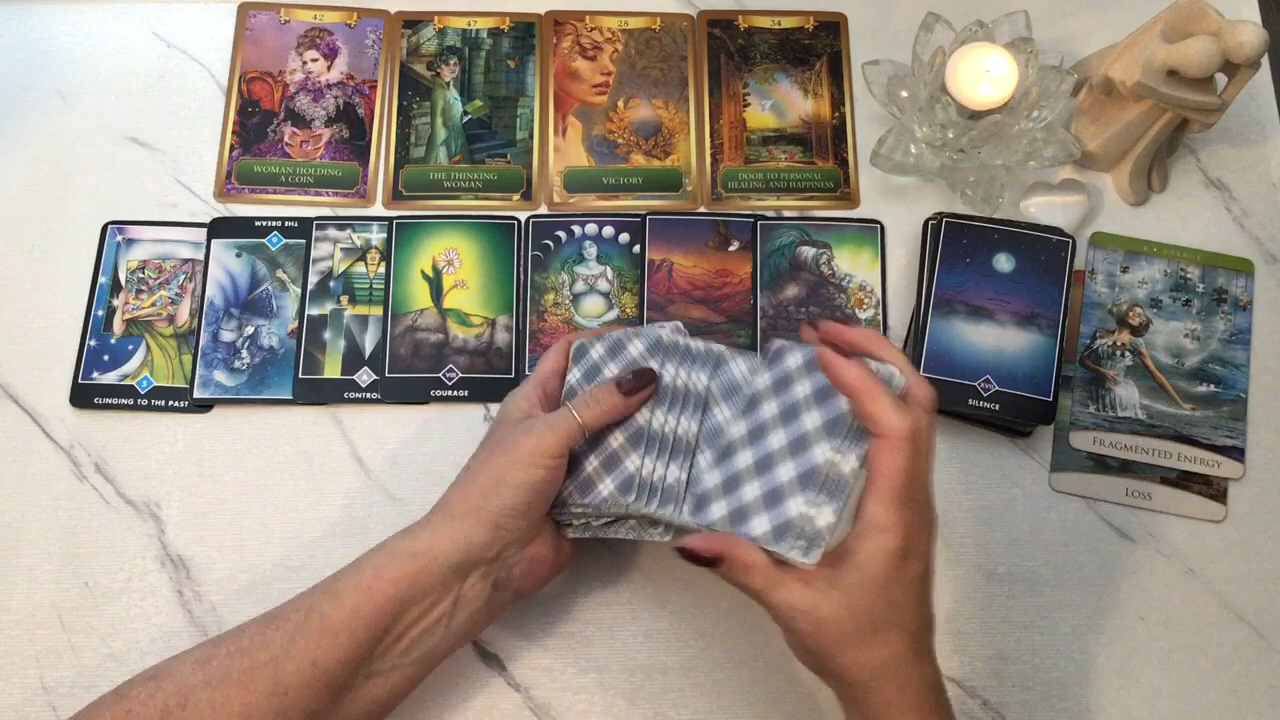 42
WOMAN HOLDING
A COIN
47
THE THINKING
WOMAN
28
VICTORY
34
DOOR TO PERSONAL
HEALING AND HAPPINESS
5
CLINGING TO THE PAST
THE DREAM
9
6
CONTROL
VIII
COURAGE
XVII
SILENCE
FRAGMENTED ENERGY
LOSS